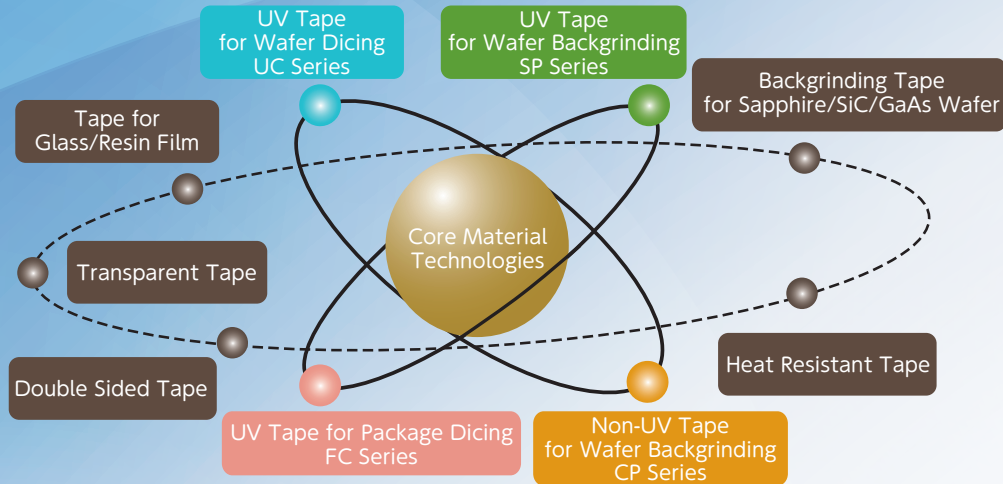 UV Tape
for Wafer Dicing
UC Series
UV Tape
for Wafer Backgrinding
SP Series
Backgrinding Tape
for Sapphire/SiC/GaAs Wafer
Tape for
Glass/Resin Film
Core Material
Technologies
Transparent Tape
Double Sided Tape
Heat Resistant Tape
UV Tape for Package Dicing
FC Series
Non-UV Tape
for Wafer Backgrinding
CP Series